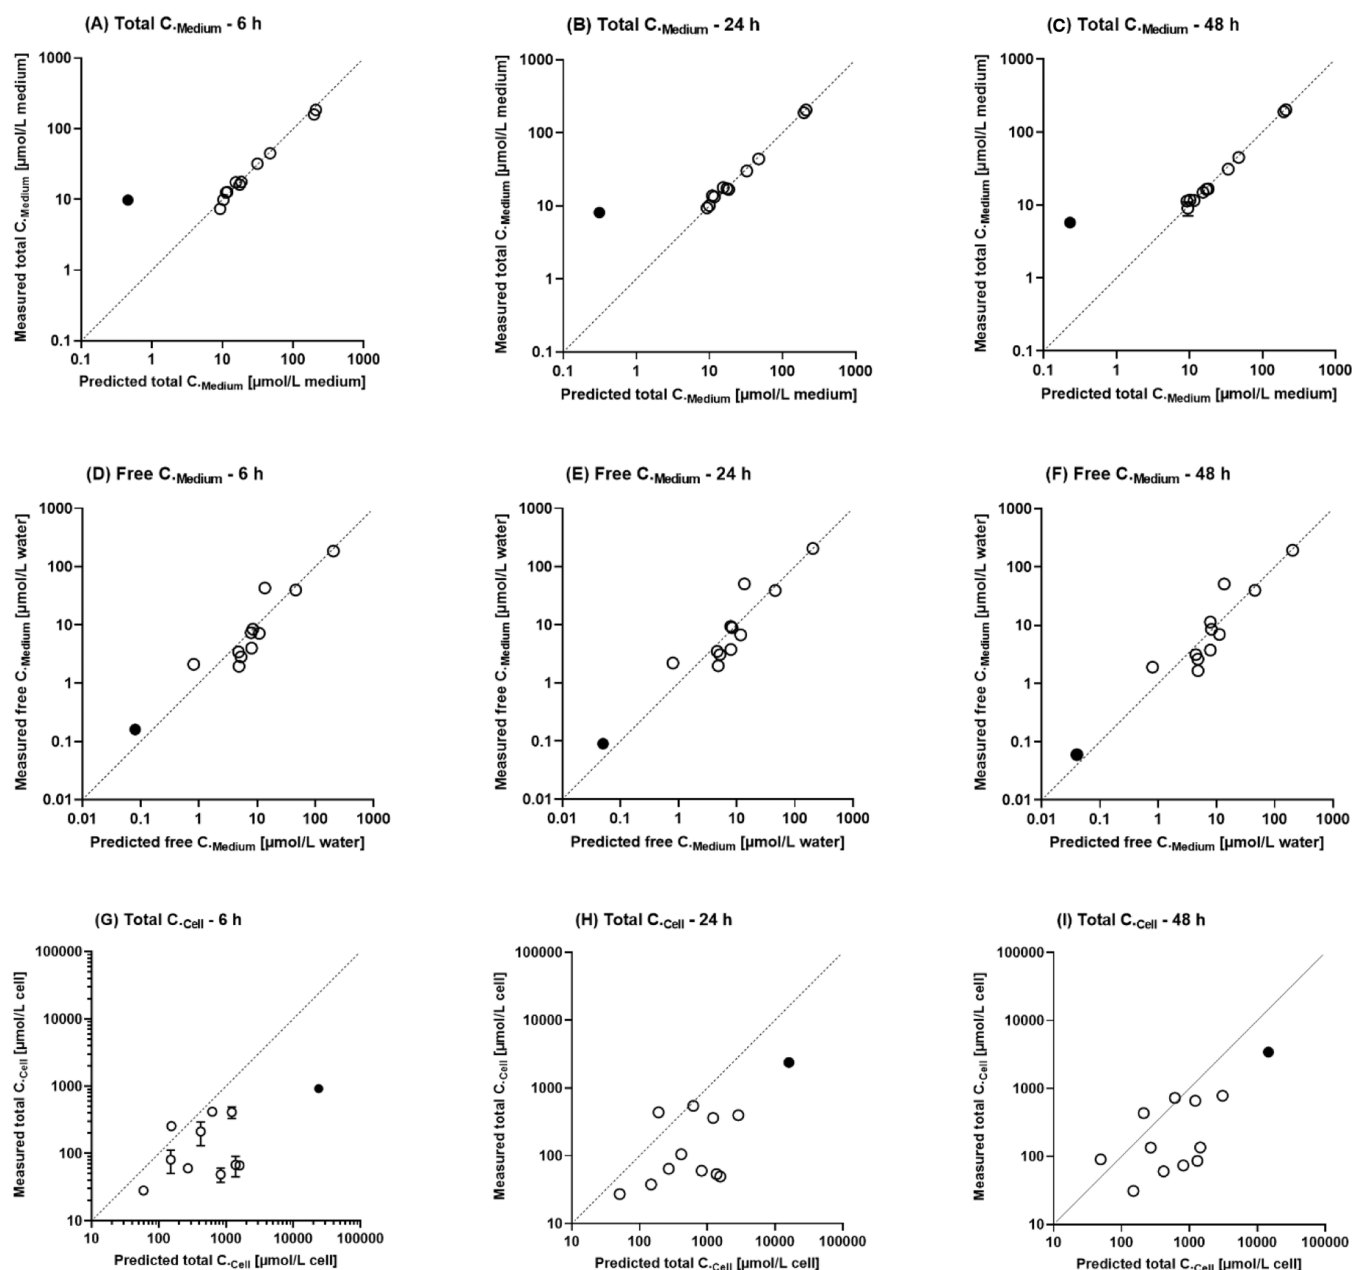 (A) Total C.Medium - 6 h
(B) Total C.Medium - 24 h
(C) Total C.Medium - 48 h
Measured total C.Medium [µmol/L medium]
1000
100
10
1
0.1
0.1 1 10 100 1000
Predicted total C.Medium [µmol/L medium]
Measured total C.Medium [µmol/L medium]
1000
100
10
1
0.1
0.1 1 10 100 1000
Predicted total C.Medium [µmol/L medium]
Measured total C.Medium [µmol/L medium]
1000
100
10
1
0.1
0.1 1 10 100 1000
Predicted total C.Medium [µmol/L medium]
(D) Free C.Medium - 6 h
(E) Free C.Medium - 24 h
(F) Free C.Medium - 48 h
Measured free C.Medium [µmol/L water]
1000
100
10
1
0.1
0.01
0.01 0.1 1 10 100 1000
Predicted free C.Medium [µmol/L water]
Measured free C.Medium [µmol/L water]
1000
100
10
1
0.1
0.01
0.01 0.1 1 10 100 1000
Predicted free C.Medium [µmol/L water]
Measured free C.Medium [µmol/L water]
1000
100
10
1
0.1
0.01
0.01 0.1 1 10 100 1000
Predicted free C.Medium [µmol/L water]
(G) Total C.Cell - 6 h
(H) Total C.Cell - 24 h
(I) Total C.Cell - 48 h
Measured total C.Cell [µmol/L cell]
100000
10000
1000
100
10
10 100 1000 10000 100000
Predicted total C.Cell [µmol/L cell]
Measured total C.Cell [µmol/L cell]
100000
10000
1000
100
10
10 100 1000 10000 100000
Predicted total C.Cell [µmol/L cell]
Measured total C.Cell [µmol/L cell]
100000
10000
1000
100
10
10 100 1000 10000 100000
Predicted total C.Cell [µmol/L cell]